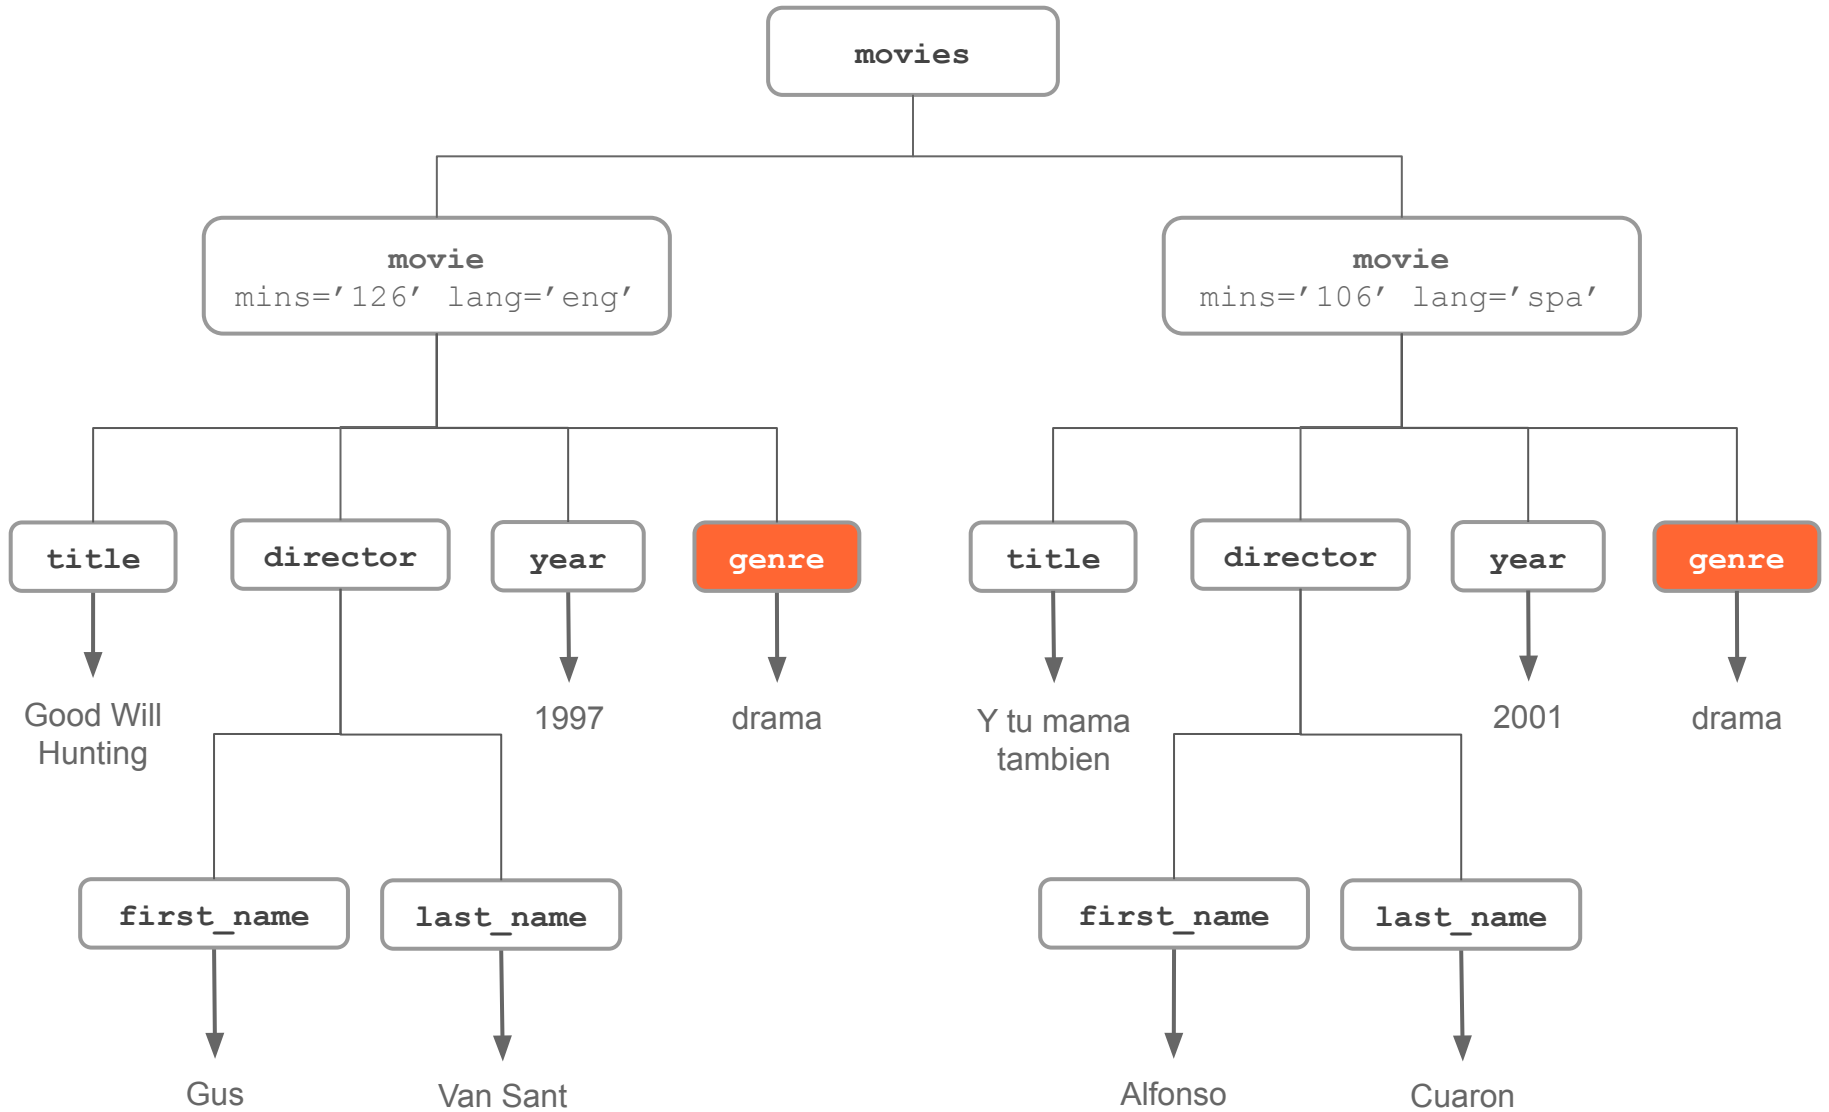 movies
movie
mins=’126’ lang=’eng’
movie
mins=’106’ lang=’spa’
title
director
year
genre
title
director
year
genre
Good Will
Hunting
1997
drama
Y tu mama
tambien
2001
drama
first_name
last_name
first_name
last_name
Gus
Van Sant
Alfonso
Cuaron